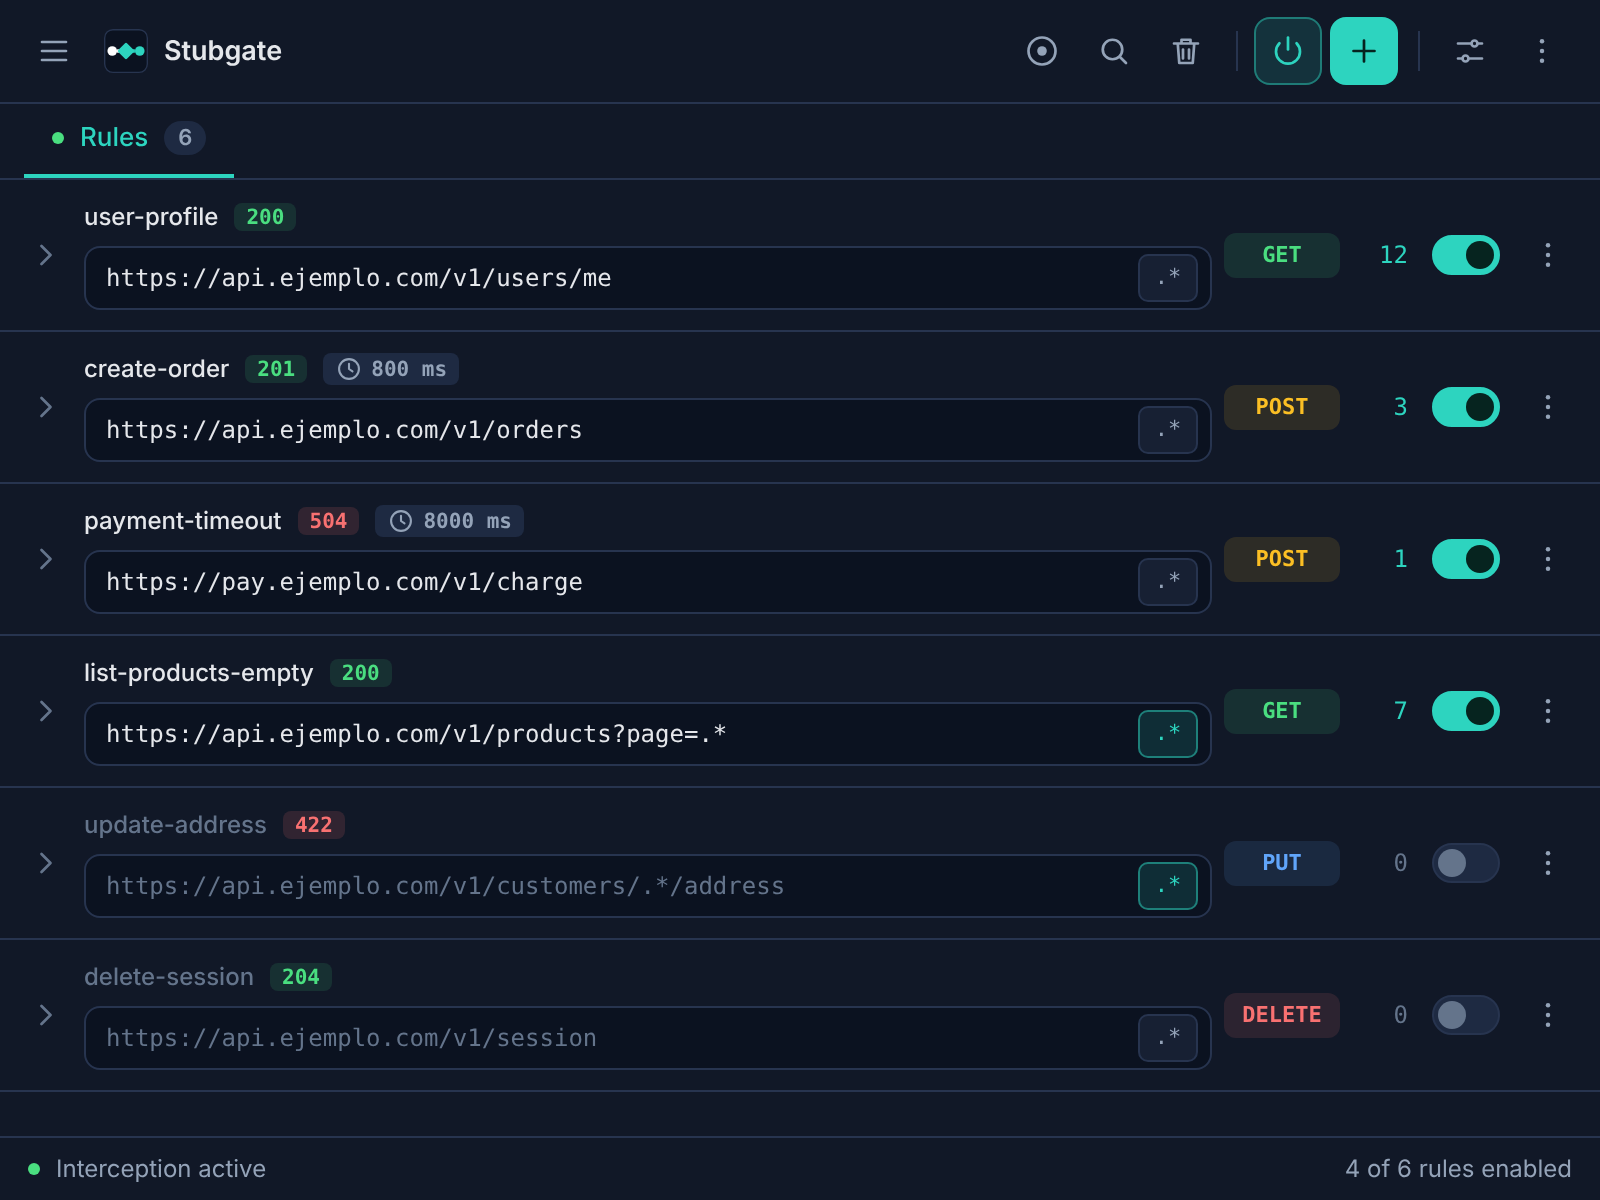 Stubgate
Rules 6
user-profile 200
https://api.ejemplo.com/v1/users/me .* GET 12
create-order 201 800 ms
https://api.ejemplo.com/v1/orders .* POST 3
payment-timeout 504 8000 ms
https://pay.ejemplo.com/v1/charge .* POST 1
list-products-empty 200
https://api.ejemplo.com/v1/products?page=.* .* GET 7
update-address 422
https://api.ejemplo.com/v1/customers/.*/address .* PUT 0
delete-session 204
https://api.ejemplo.com/v1/session .* DELETE 0
Interception active 4 of 6 rules enabled